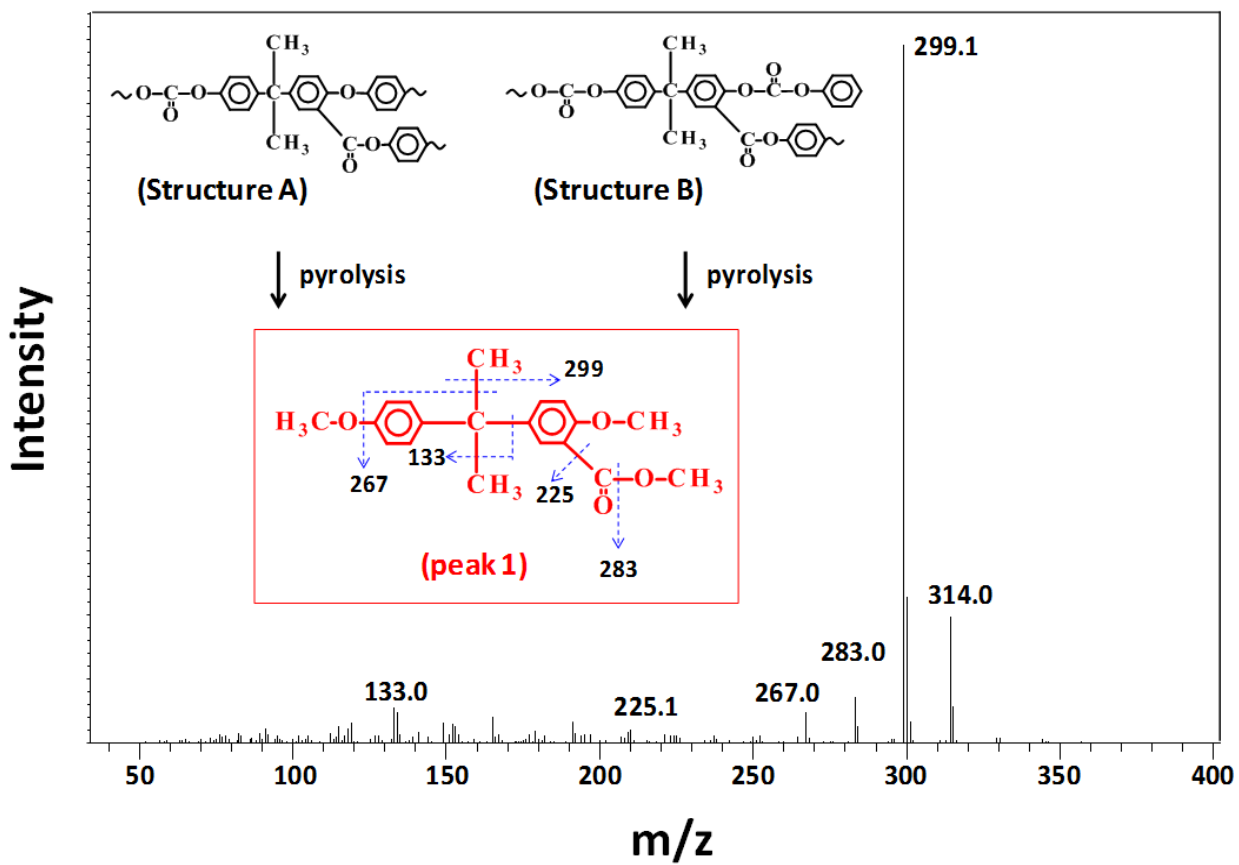 299.1
CH₃
CH₃
O
O–C–O
C
O
O–C–O
C
O–C–O
O
O
O
CH₃
C–O
O
CH₃
C–O
O
(Structure A)
(Structure B)
pyrolysis
pyrolysis
Intensity
CH₃
299
H₃C–O
C
O–CH₃
133
267
CH₃
225
C–O–CH₃
O
(peak 1)
283
314.0
283.0
133.0
225.1
267.0
50
100
150
200
250
300
350
400
m/z